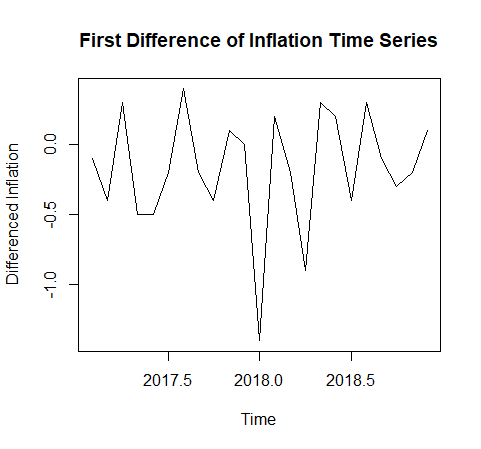 First Difference of Inflation Time Series
Differenced Inflation
0.0
-0.5
-1.0
2017.5 2018.0 2018.5
Time